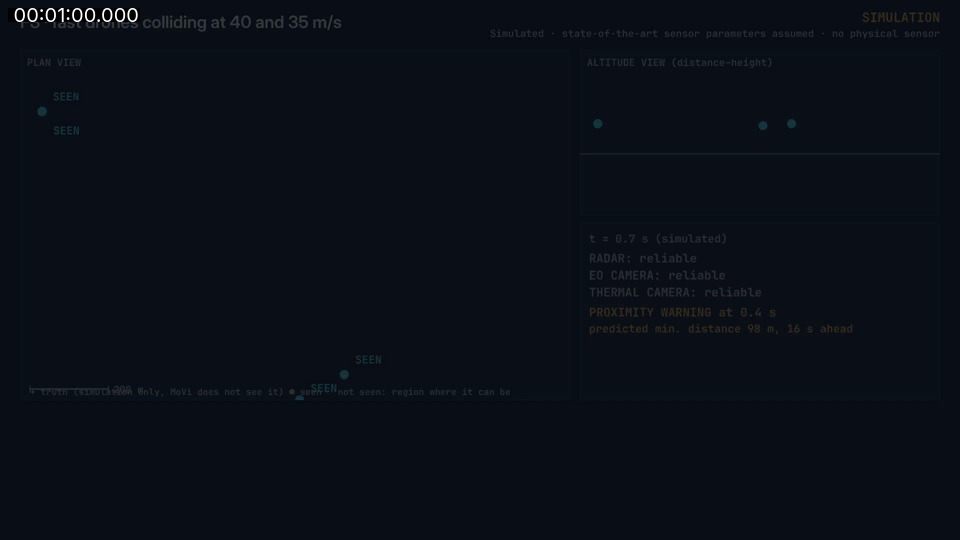 00:01:00.000
fast drones colliding at 40 and 35 m/s
SIMULATION
Simulated · state-of-the-art sensor parameters assumed · no physical sensor
PLAN VIEW
SEEN
SEEN
SEEN
SEEN
(simulation only, MoVi does not see it) ● seen not seen: region where it can be
ALTITUDE VIEW (distance-height)
t = 0.7 s (simulated)
RADAR: reliable
EO CAMERA: reliable
THERMAL CAMERA: reliable
PROXIMITY WARNING at 0.4 s
predicted min. distance 98 m, 16 s ahead